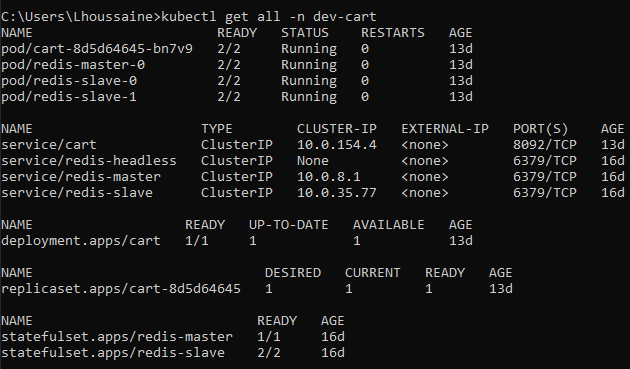 C:\Users\Lhoussaine>kubectl get all -n dev-cart
NAME READY STATUS RESTARTS AGE
pod/cart-8d5d64645-bn7v9 2/2 Running 0 13d
pod/redis-master-0 2/2 Running 0 13d
pod/redis-slave-0 2/2 Running 0 13d
pod/redis-slave-1 2/2 Running 0 13d
NAME TYPE CLUSTER-IP EXTERNAL-IP PORT(S) AGE
service/cart ClusterIP 10.0.154.4 <none> 8092/TCP 13d
service/redis-headless ClusterIP None <none> 6379/TCP 16d
service/redis-master ClusterIP 10.0.8.1 <none> 6379/TCP 16d
service/redis-slave ClusterIP 10.0.35.77 <none> 6379/TCP 16d
NAME READY UP-TO-DATE AVAILABLE AGE
deployment.apps/cart 1/1 1 1 13d
NAME DESIRED CURRENT READY AGE
replicaset.apps/cart-8d5d64645 1 1 1 13d
NAME READY AGE
statefulset.apps/redis-master 1/1 16d
statefulset.apps/redis-slave 2/2 16d